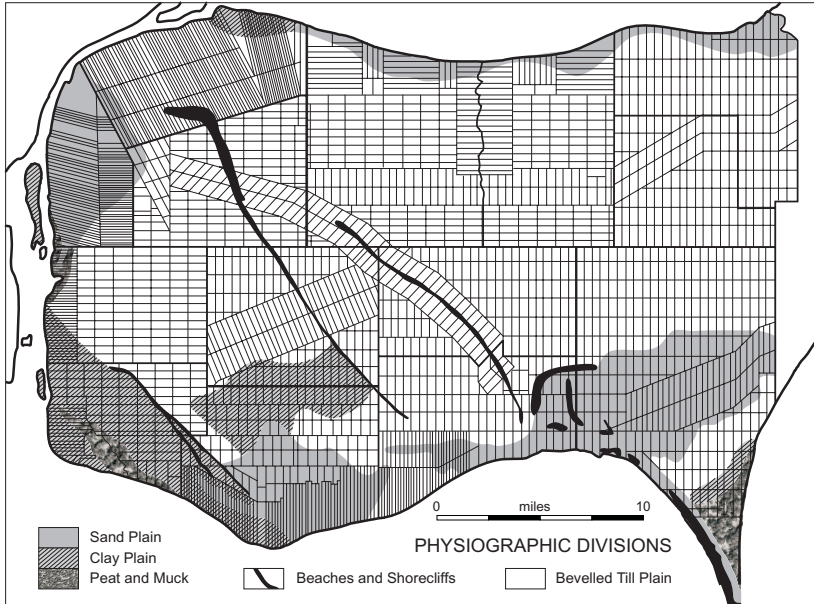 0 miles 10
PHYSIOGRAPHIC DIVISIONS
Sand Plain
Clay Plain
Peat and Muck
Beaches and Shorecliffs
Bevelled Till Plain